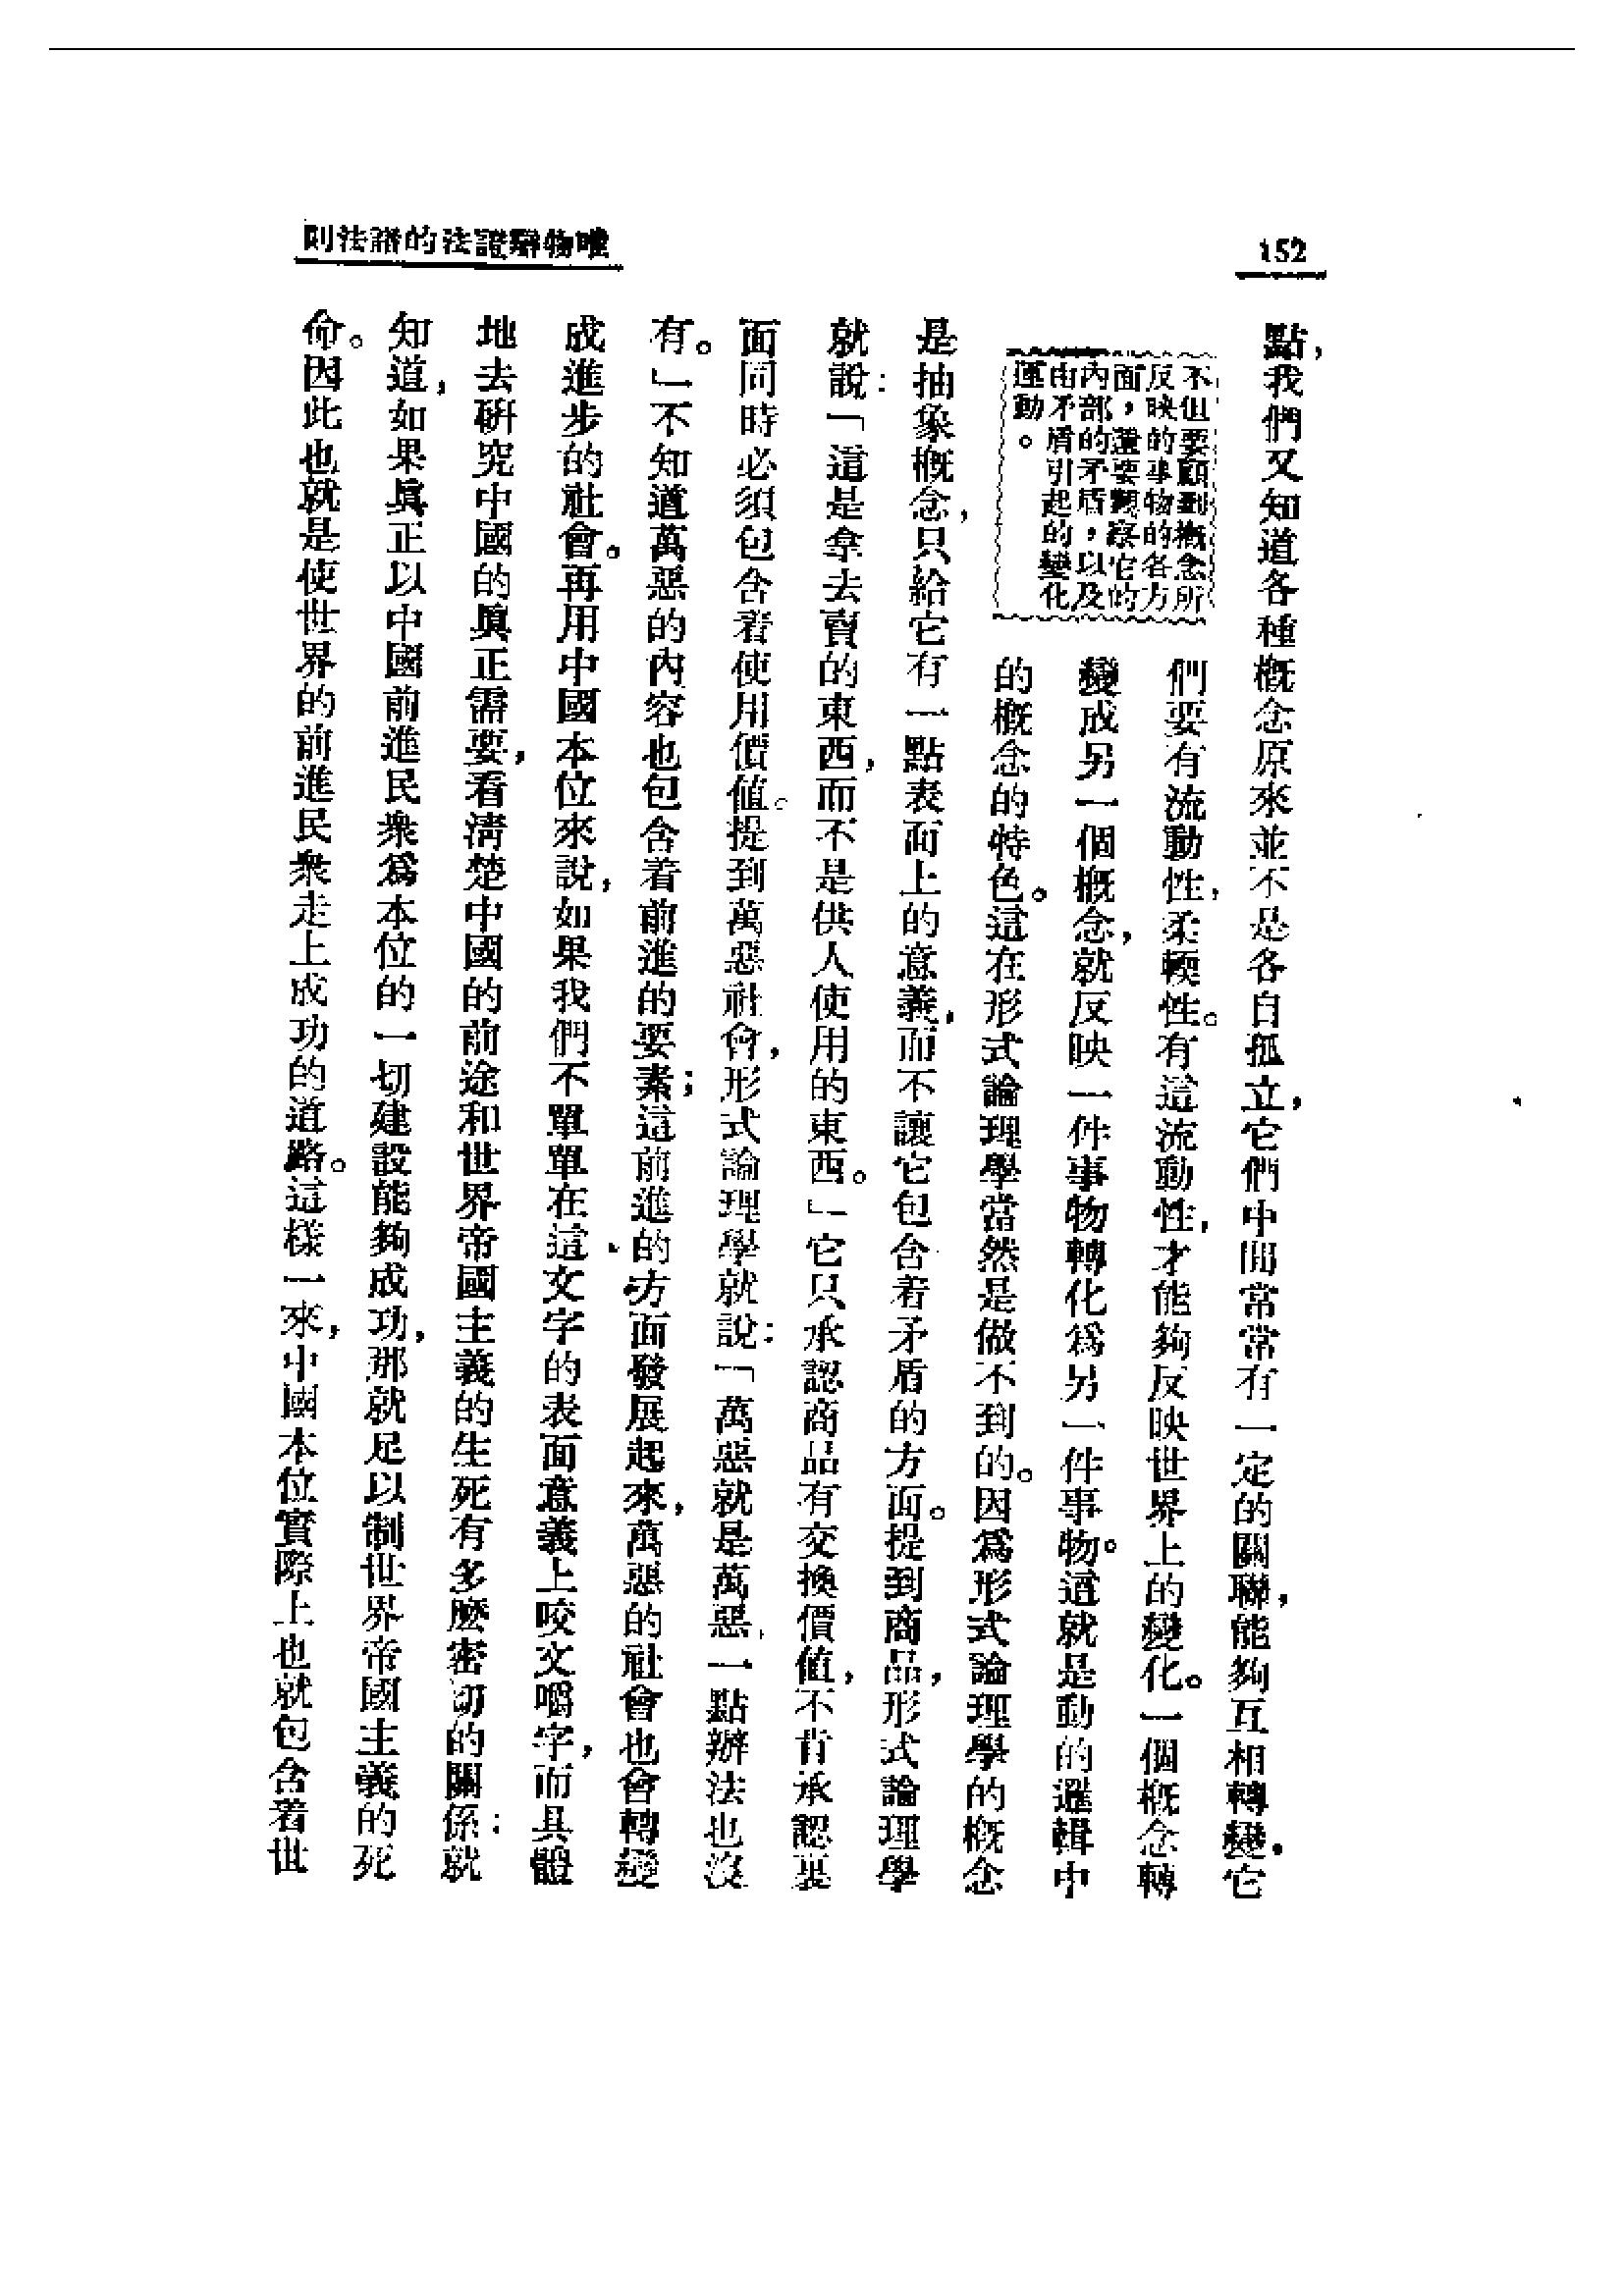 唯物辯證法的諸法則
152
點,我們又知道各種概念原來並不是各自孤立,它們中間常常有一定的關聯,能夠互相轉變。它
不但要顧到概念所
反映的事物的各方
面,還要觀察它的
內部的矛盾,以及
由矛盾引起的變化
運動。
們要有流動性,柔輭性。有這流動性,才能夠反映世界上的變化。一個概念轉
變成另一個概念,就反映一件事物轉化爲另一件事物。這就是動的邏輯中
的概念的特色。這在形式論理學當然是做不到的。因爲形式論理學的概念
是抽象概念,只給它有一點表面上的意義,而不讓它包含着矛盾的方面。提到商品,形式論理學
就說:「這是拿去賣的東西,而不是供人使用的東西。」它只承認商品有交換價值,不肯承認裏
面同時必須包含着使用價值。提到萬惡社會,形式論理學就說:「萬惡就是萬惡,一點辦法也沒
有。」不知道萬惡的內容也包含着前進的要素;這前進的方面發展起來,萬惡的社會也會轉變
成進步的社會。再用中國本位來說,如果我們不單單在這文字的表面意義上咬文嚼字,而具體
地去硏究中國的眞正需要,看淸楚中國的前途和世界帝國主義的生死有多麽密切的關係:就
知道,如果眞正以中國前進民衆爲本位的一切建設能夠成功,那就足以制世界帝國主義的死
命。因此也就是使世界的前進民衆走上成功的道路。這樣一來,中國本位實際上也就包含着世